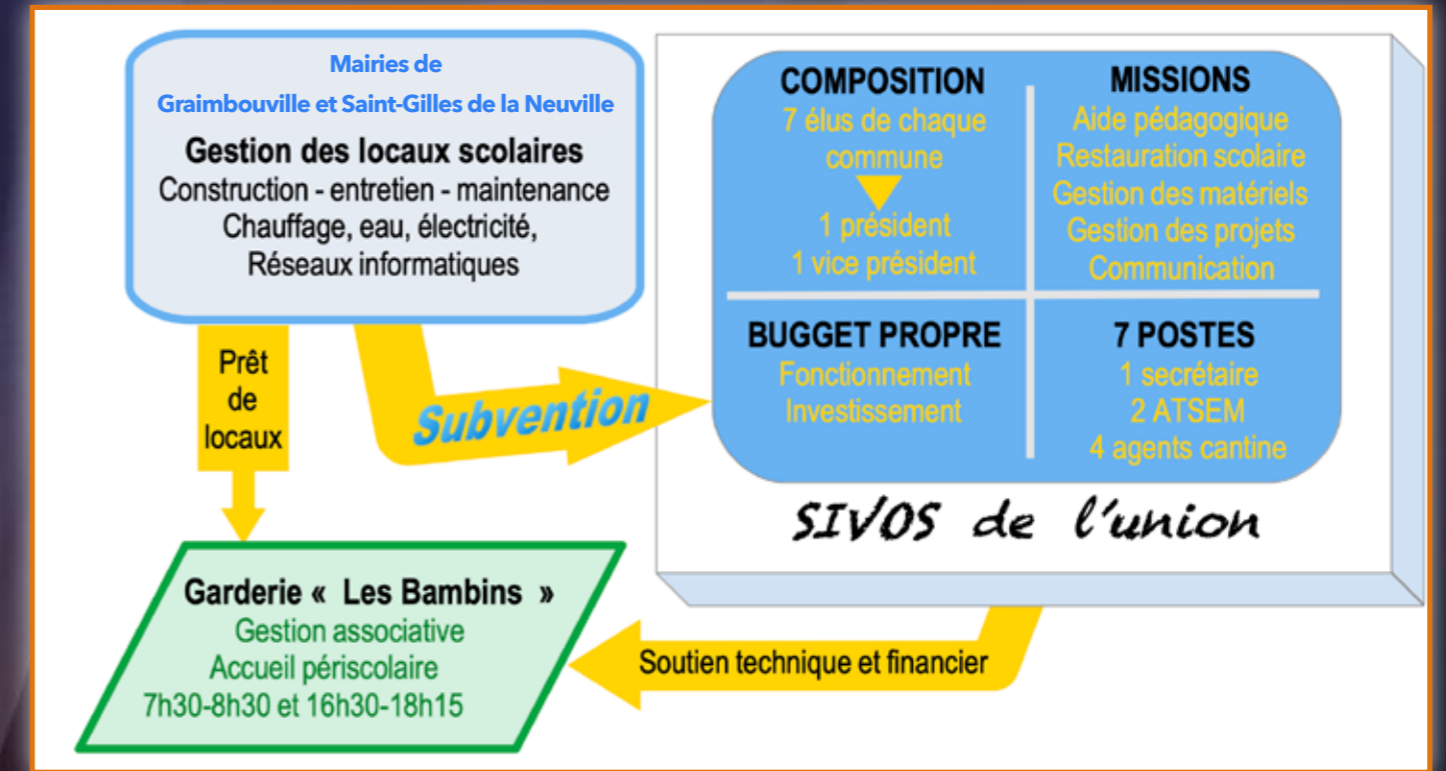 Mairies de
Graimbouville et Saint-Gilles de la Neuville
Gestion des locaux scolaires
Construction - entretien - maintenance
Chauffage, eau, électricité,
Réseaux informatiques
Prêt
de
locaux
Subvention
COMPOSITION
7 élus de chaque
commune
1 président
1 vice président
MISSIONS
Aide pédagogique
Restauration scolaire
Gestion des matériels
Gestion des projets
Communication
BUGGET PROPRE
Fonctionnement
Investissement
7 POSTES
1 secrétaire
2 ATSEM
4 agents cantine
SIVOS de l'union
Garderie « Les Bambins »
Gestion associative
Accueil périscolaire
7h30-8h30 et 16h30-18h15
Soutien technique et financier